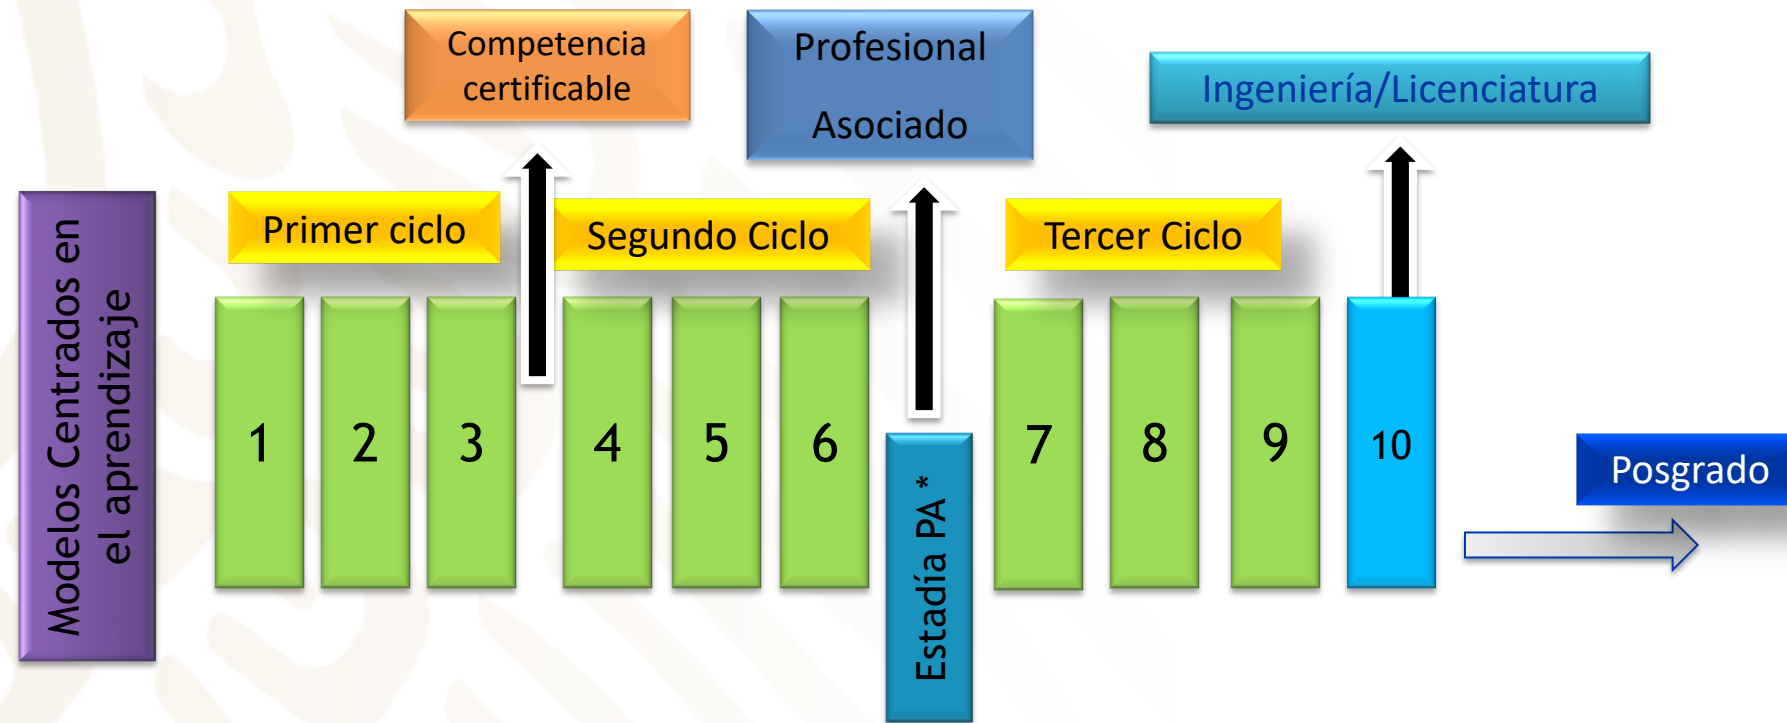 Competencia
certificable
Profesional
Asociado
Ingeniería/Licenciatura
Modelos Centrados en
el aprendizaje
Primer ciclo
Segundo Ciclo
Tercer Ciclo
1
2
3
4
5
6
Estadía PA *
7
8
9
10
Posgrado